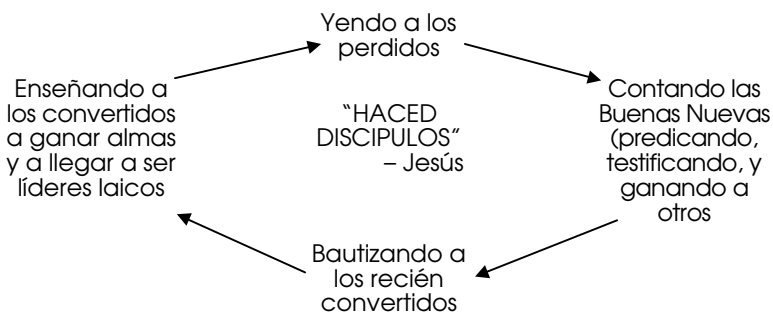 Yendo a los
perdidos
Contando las
Buenas Nuevas
(predicando,
testificando, y
ganando a
otros
Bautizando a
los recién
convertidos
Enseñando a
los convertidos
a ganar almas
y a llegar a ser
líderes laicos
“HACED
DISCIPULOS”
– Jesús